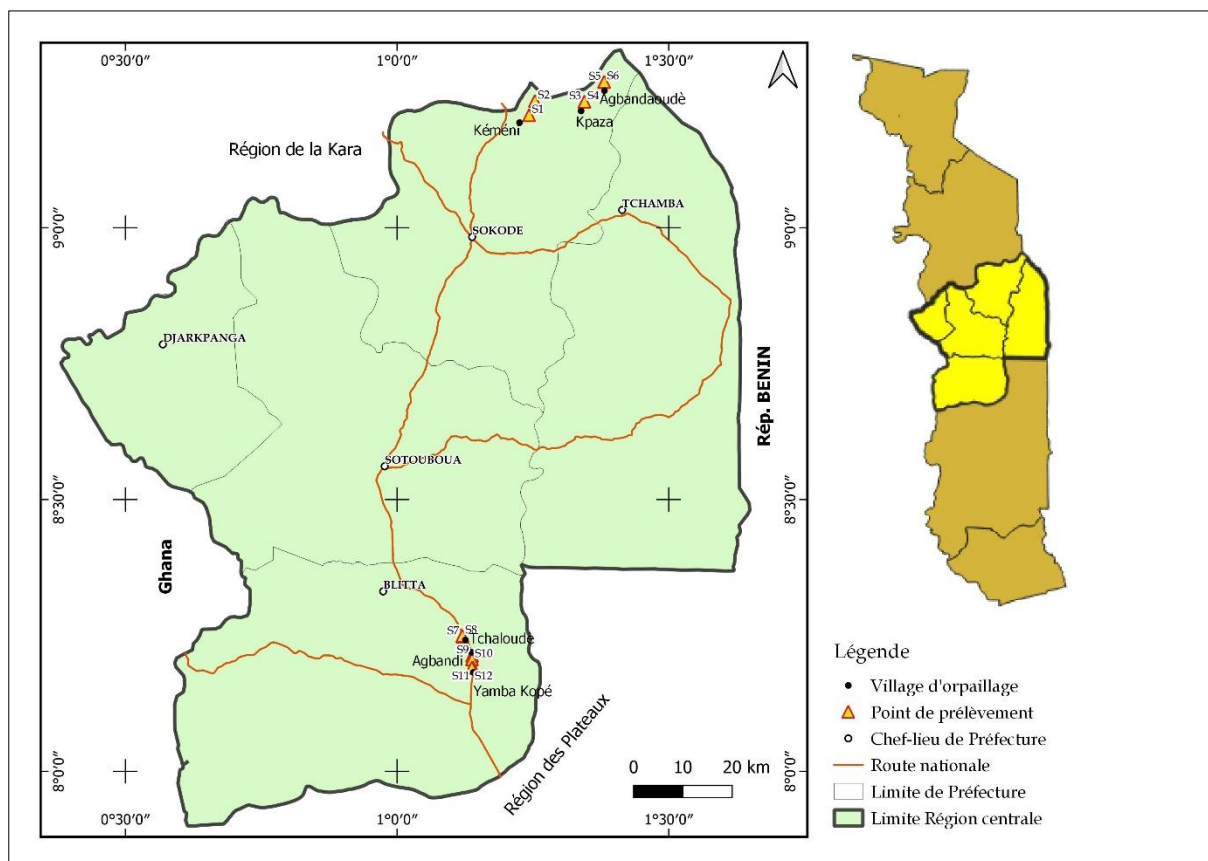 0°30'0''
1°0'0''
1°30'0''
S5 S6
Agbandaoudè
S2
S3 S4
S1
Kpaza
Kéméni
Région de la Kara
TCHAMBA
9°0'0''
9°0'0''
SOKODE
DJARKPANGA
Rép. BENIN
SOTOUBOUA
8°30'0''
8°30'0''
Ghana
BLITTA
S7 S8
Tchaloudè
S9 S10
Agbandi
S11 S12
Yamba Kopé
Région des Plateaux
8°0'0''
8°0'0''
0 10 20 km
0°30'0''
1°0'0''
1°30'0''
Légende
Village d'orpaillage
Point de prélèvement
Chef-lieu de Préfecture
Route nationale
Limite de Préfecture
Limite Région centrale